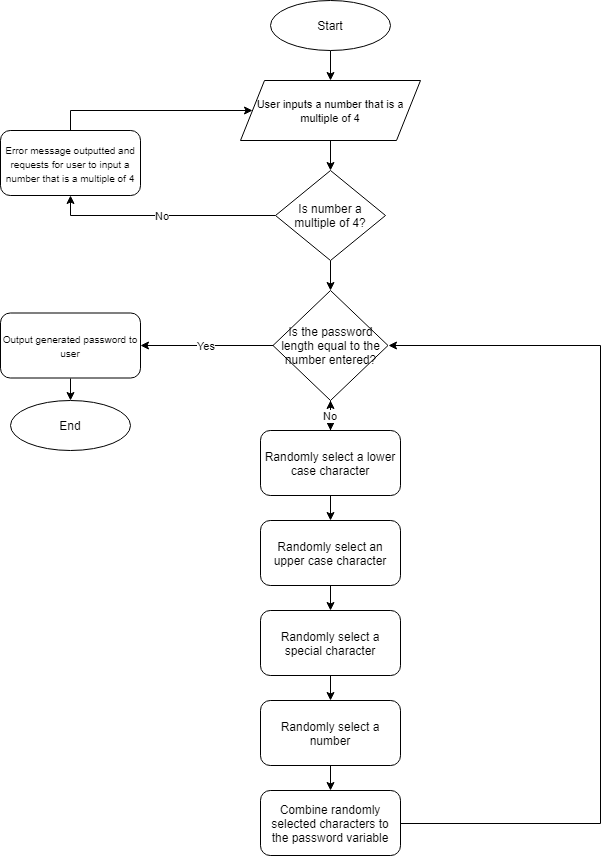 Start
User inputs a number that is a
multiple of 4
Error message outputted and
requests for user to input a
number that is a multiple of 4
Is number a
multiple of 4?
No
Is the password
length equal to the
number entered?
Yes
Output generated password to
user
End
No
Randomly select a lower
case character
Randomly select an
upper case character
Randomly select a
special character
Randomly select a
number
Combine randomly
selected characters to
the password variable